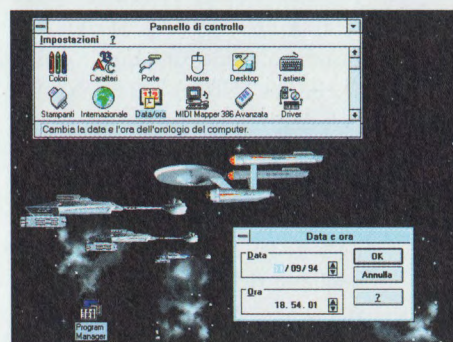 Pannello di controllo
Impostazioni ?
Colori Caratteri Porte Mouse Desktop Tastiera
Stampanti Internazionale Data/ora MIDI Mapper 386 Avanzata Driver
Cambia la data e l'ora dell'orologio del computer.
Data e ora
Data
/09/94
OK
Annulla
Ora
18.54.01
?
Program
Manager